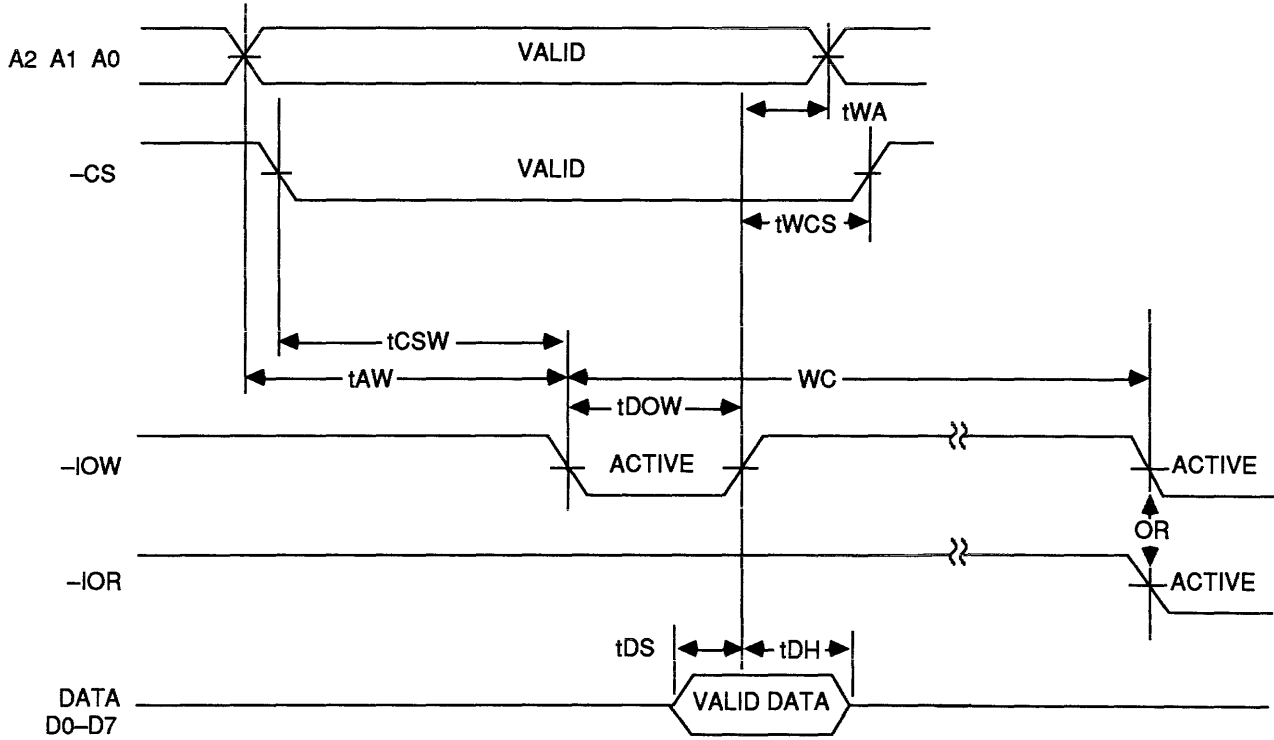 A2 A1 A0
VALID
tWA
–CS
VALID
tWCS
tCSW
tAW
WC
tDOW
–IOW
ACTIVE
ACTIVE
OR
–IOR
ACTIVE
tDS
tDH
DATA
D0–D7
VALID DATA